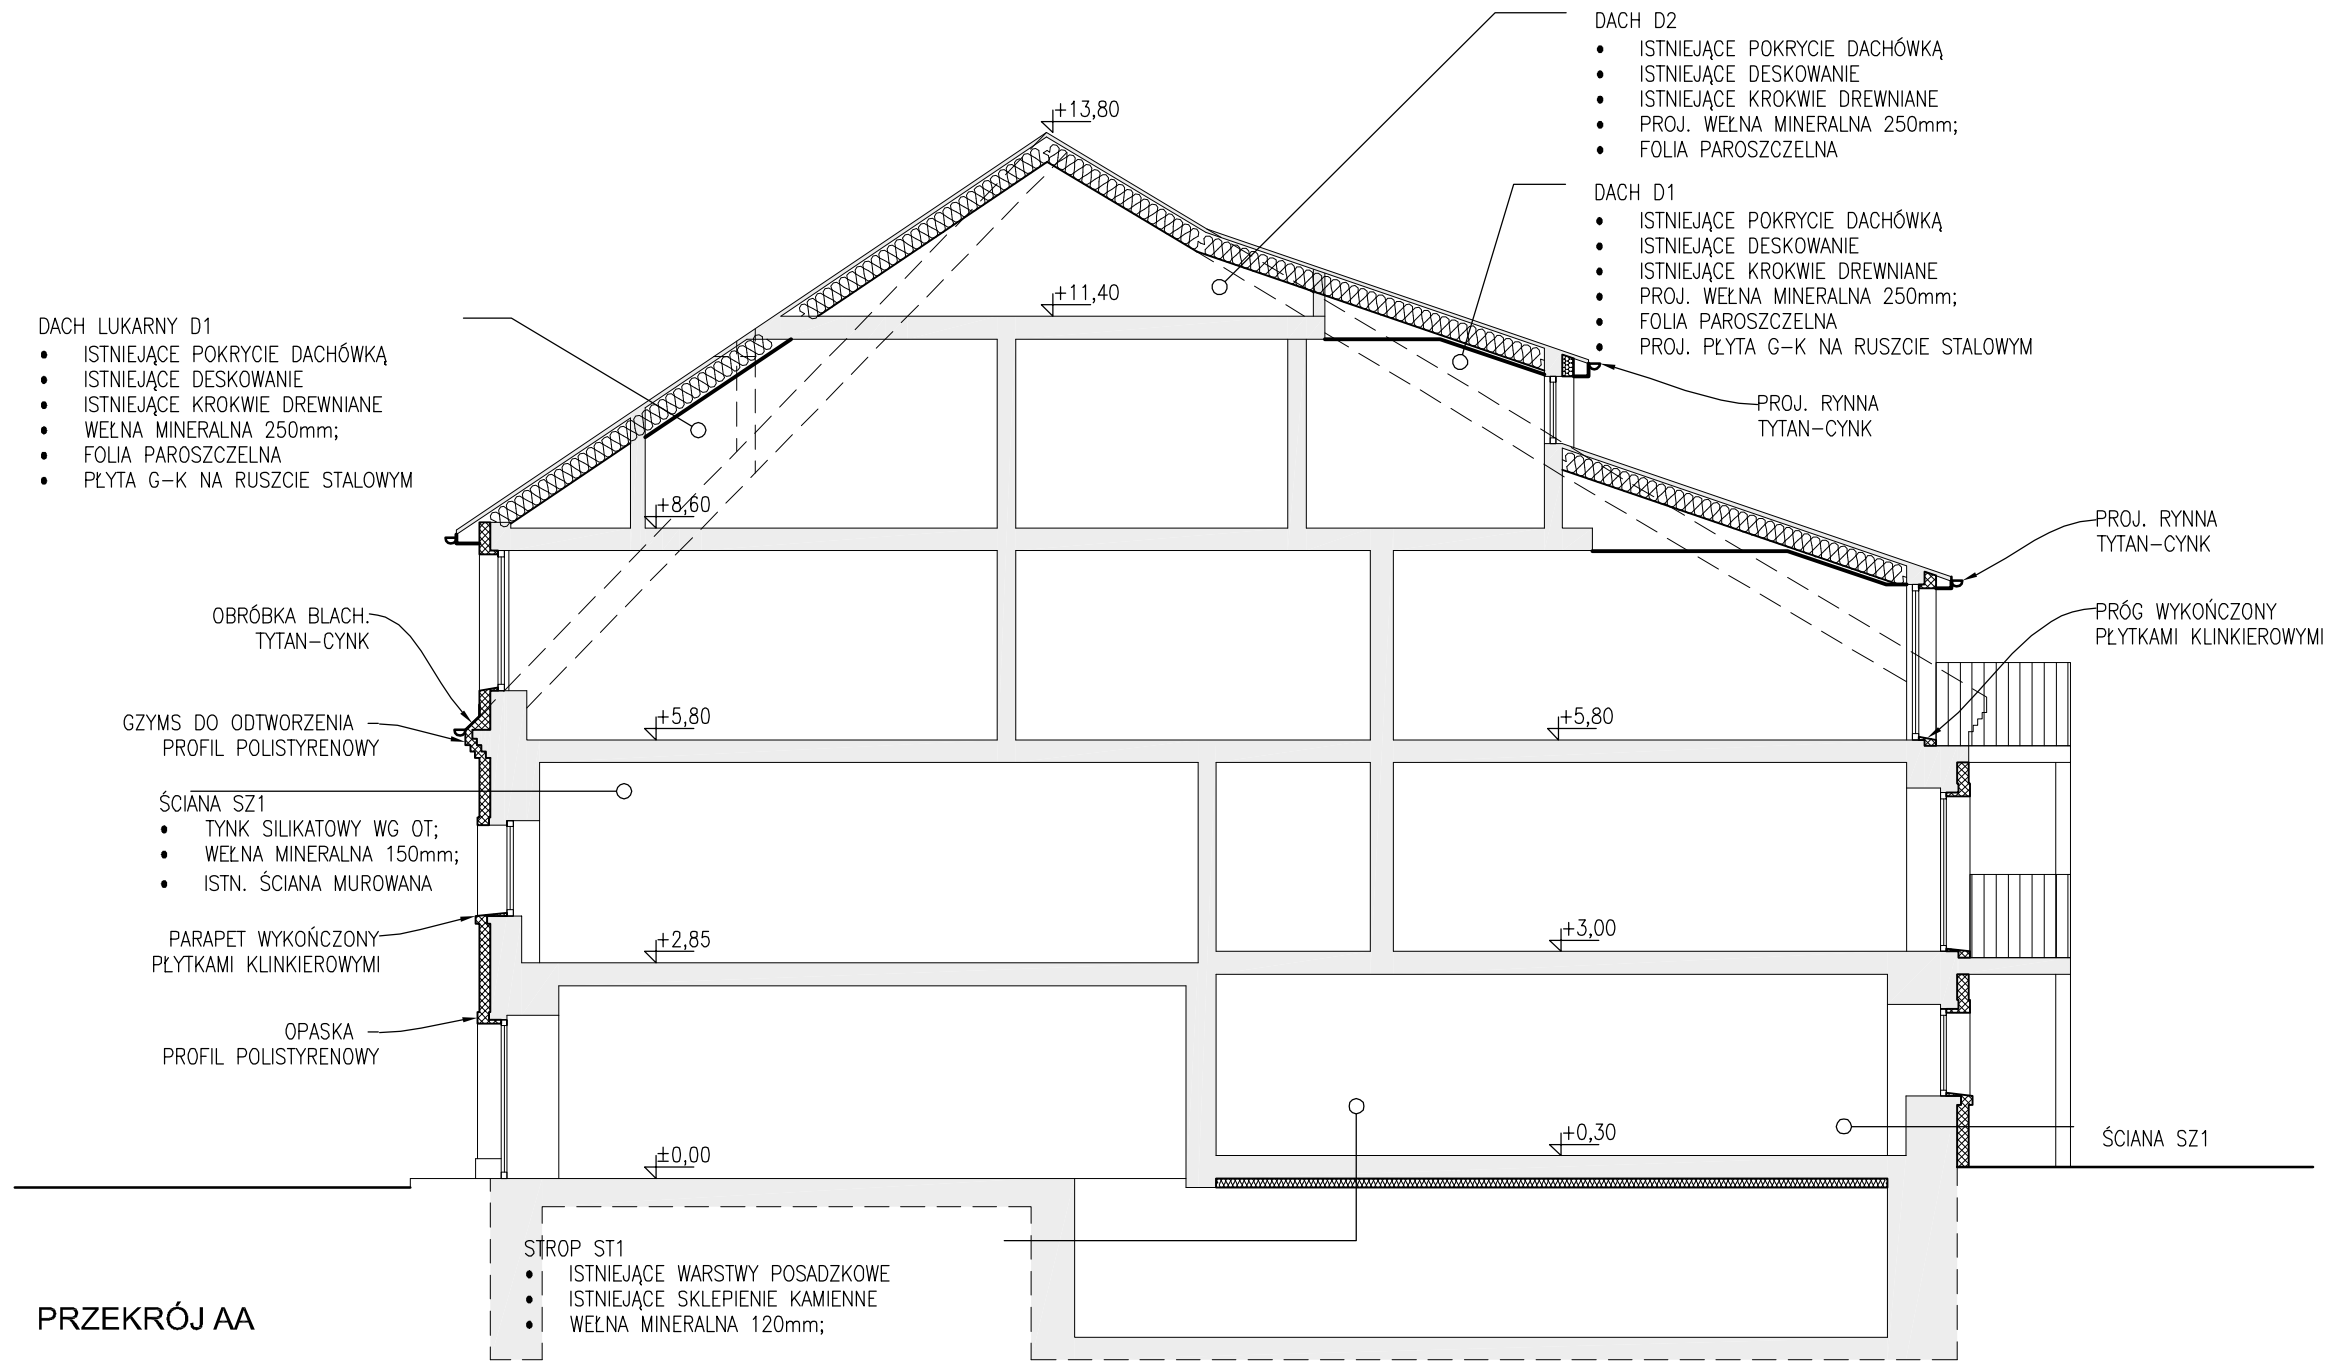 DACH D2
• ISTNIEJĄCE POKRYCIE DACHÓWKĄ
• ISTNIEJĄCE DESKOWANIE
• ISTNIEJĄCE KROKWIE DREWNIANE
• PROJ. WEŁNA MINERALNA 250mm;
• FOLIA PAROSZCZELNA
+13,80
DACH D1
• ISTNIEJĄCE POKRYCIE DACHÓWKĄ
• ISTNIEJĄCE DESKOWANIE
• ISTNIEJĄCE KROKWIE DREWNIANE
• PROJ. WEŁNA MINERALNA 250mm;
• FOLIA PAROSZCZELNA
• PROJ. PŁYTA G-K NA RUSZCIE STALOWYM
+11,40
DACH LUKARNY D1
• ISTNIEJĄCE POKRYCIE DACHÓWKĄ
• ISTNIEJĄCE DESKOWANIE
• ISTNIEJĄCE KROKWIE DREWNIANE
• WEŁNA MINERALNA 250mm;
• FOLIA PAROSZCZELNA
• PŁYTA G-K NA RUSZCIE STALOWYM
PROJ. RYNNA
TYTAN-CYNK
+8,60
PROJ. RYNNA
TYTAN-CYNK
OBRÓBKA BLACH.
TYTAN-CYNK
PRÓG WYKOŃCZONY
PŁYTKAMI KLINKIEROWYMI
GZYMS DO ODTWORZENIA
PROFIL POLISTYRENOWY
+5,80
+5,80
ŚCIANA SZ1
• TYNK SILIKATOWY WG OT;
• WEŁNA MINERALNA 150mm;
• ISTN. ŚCIANA MUROWANA
PARAPET WYKOŃCZONY
PŁYTKAMI KLINKIEROWYMI
+2,85
+3,00
OPASKA
PROFIL POLISTYRENOWY
±0,00
+0,30
ŚCIANA SZ1
STROP ST1
• ISTNIEJĄCE WARSTWY POSADZKOWE
• ISTNIEJĄCE SKLEPIENIE KAMIENNE
• WEŁNA MINERALNA 120mm;
PRZEKRÓJ AA